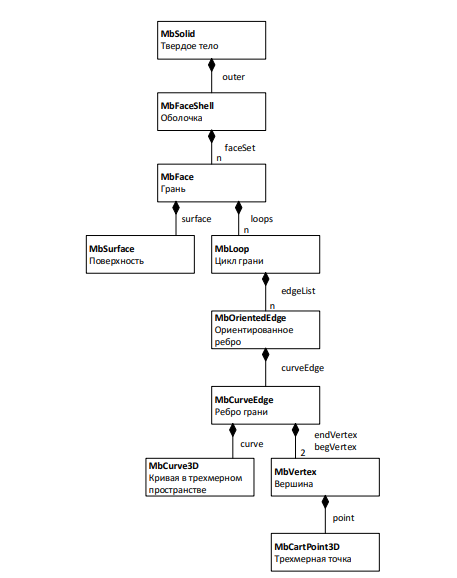 MbSolid
Твердое тело
outer
MbFaceShell
Оболочка
faceSet
n
MbFace
Грань
surface
loops
n
MbSurface
Поверхность
MbLoop
Цикл грани
edgeList
n
MbOrientedEdge
Ориентированное
ребро
curveEdge
MbCurveEdge
Ребро грани
curve
endVertex
begVertex
2
MbCurve3D
Кривая в трехмерном
пространстве
MbVertex
Вершина
point
MbCartPoint3D
Трехмерная точка